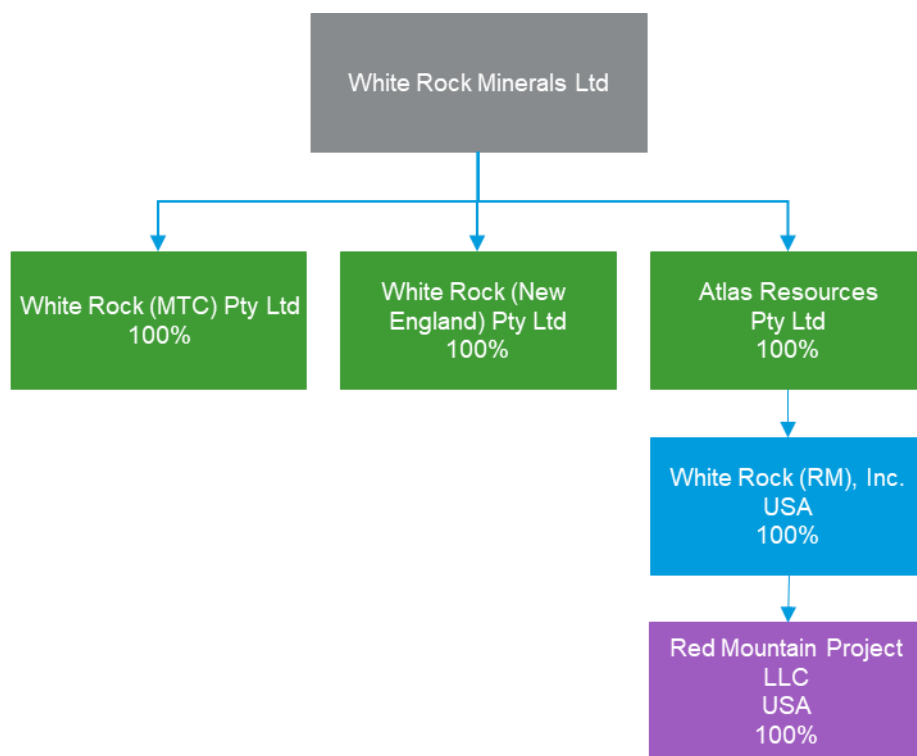 White Rock Minerals Ltd
White Rock (MTC) Pty Ltd
100%
White Rock (New
England) Pty Ltd
100%
Atlas Resources
Pty Ltd
100%
White Rock (RM), Inc.
USA
100%
Red Mountain Project
LLC
USA
100%